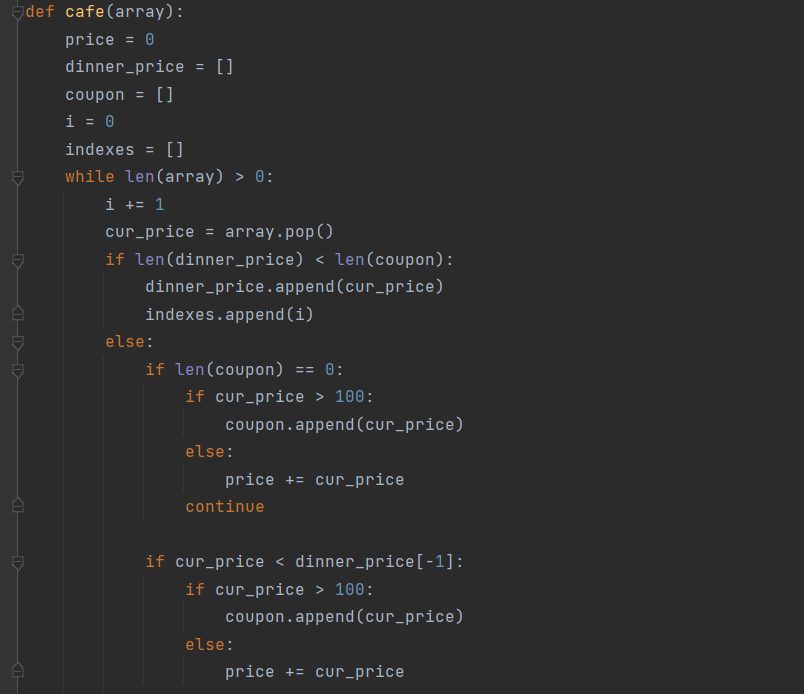 def cafe(array):
    price = 0
    dinner_price = []
    coupon = []
    i = 0
    indexes = []
    while len(array) > 0:
        i += 1
        cur_price = array.pop()
        if len(dinner_price) < len(coupon):
            dinner_price.append(cur_price)
            indexes.append(i)
        else:
            if len(coupon) == 0:
                if cur_price > 100:
                    coupon.append(cur_price)
                else:
                    price += cur_price
                continue

            if cur_price < dinner_price[-1]:
                if cur_price > 100:
                    coupon.append(cur_price)
                else:
                    price += cur_price